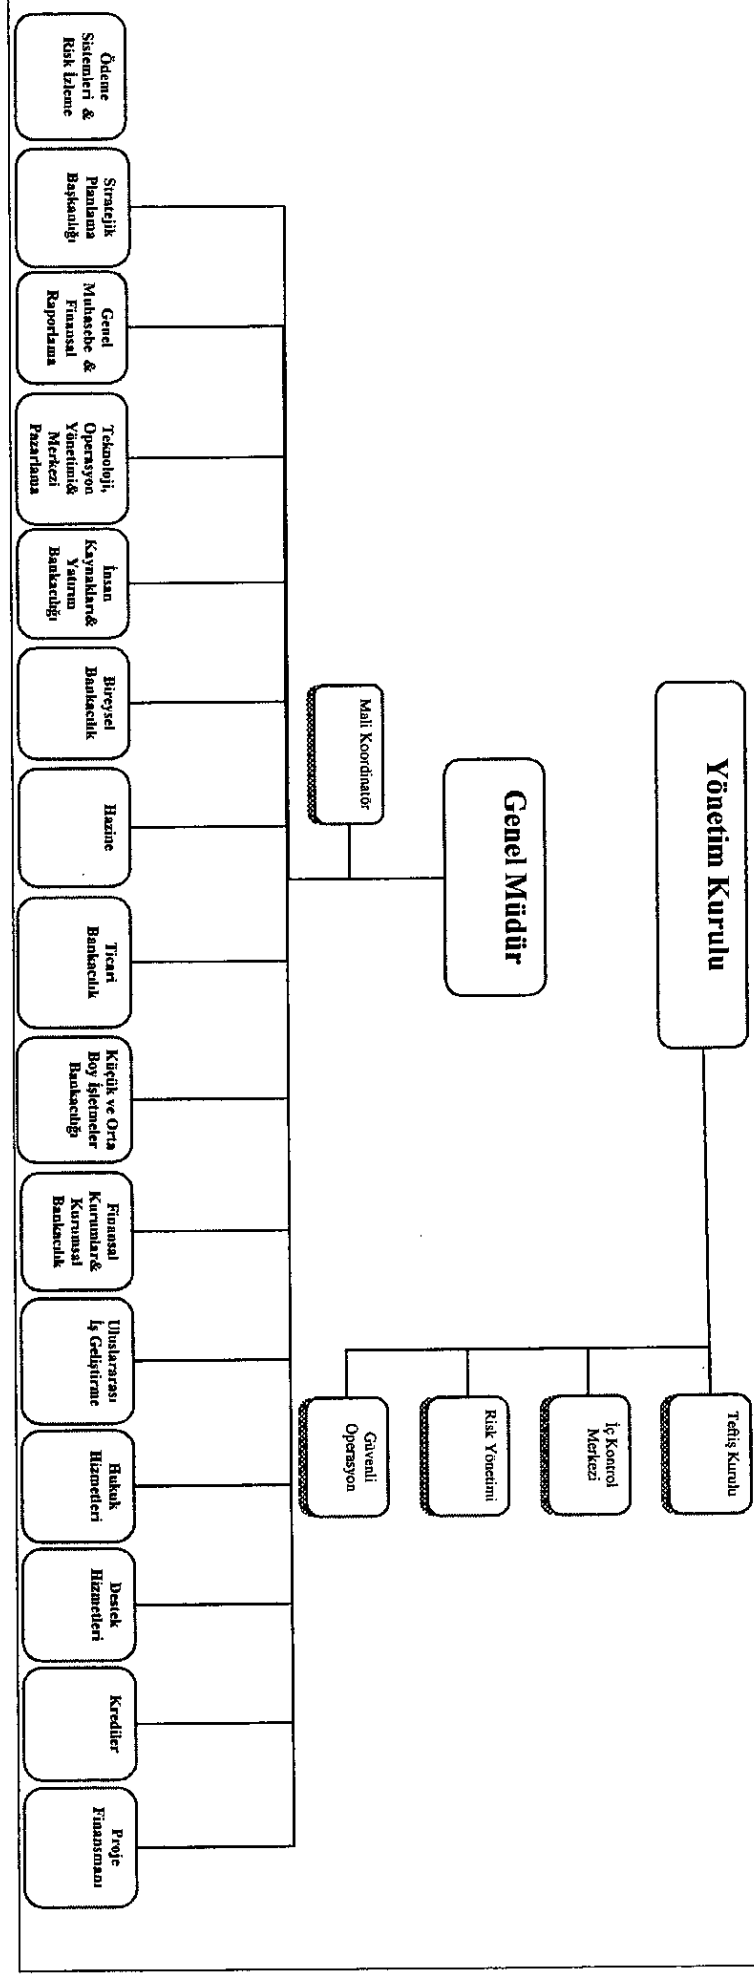 Yönetim Kurulu
Teftiş Kurulu
İç Kontrol
Merkezi
Risk Yönetimi
Güvenli
Operasyon
Genel Müdür
Mali Koordinatör
Ödeme
Sistemleri &
Risk İzleme
Stratejik
Planlama
Başkanlığı
Genel
Muhasebe &
Finansal
Raporlama
Teknoloji,
Operasyon
Yönetimi&
Merkezi
Pazarlama
İnsan
Kaynakları&
Yatırım
Bankacılığı
Bireysel
Bankacılık
Hazine
Ticari
Bankacılık
Küçük ve Orta
Boy İşletmeler
Bankacılığı
Finansal
Kurumlar&
Kurumsal
Bankacılık
Uluslararası
İş Geliştirme
Hukuk
Hizmetleri
Destek
Hizmetleri
Krediler
Proje
Finansmanı